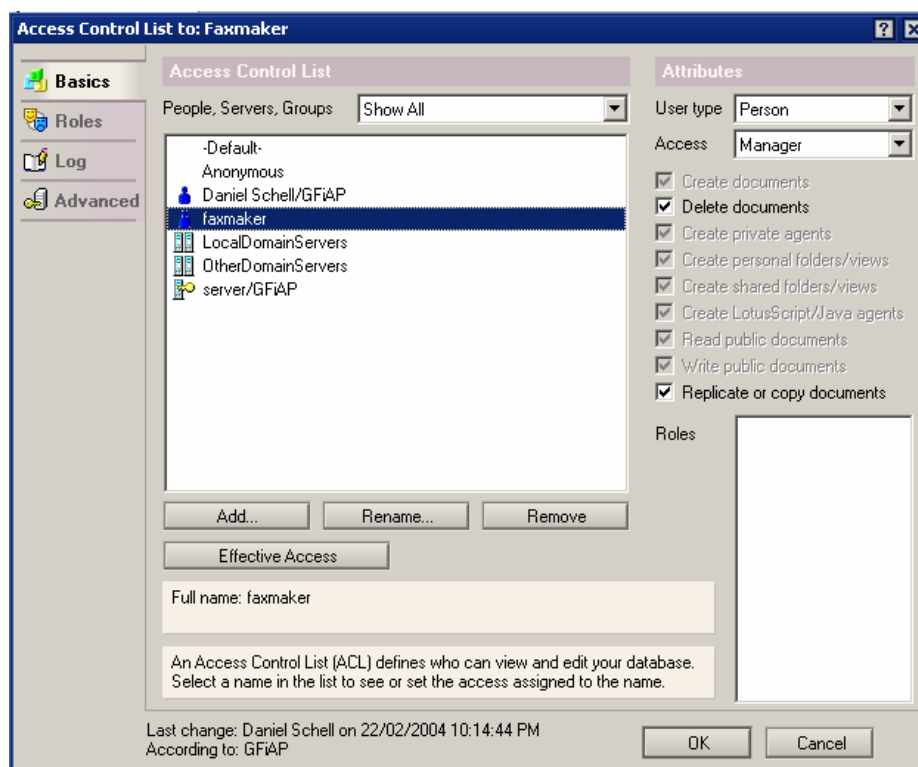 Access Control List to: Faxmaker
Basics
Roles
Log
Advanced
Access Control List
People, Servers, Groups
Show All
-Default-
Anonymous
Daniel Schell/GFiAP
faxmaker
LocalDomainServers
OtherDomainServers
server/GFiAP
Add...
Rename...
Remove
Effective Access
Full name: faxmaker
An Access Control List (ACL) defines who can view and edit your database.
Select a name in the list to see or set the access assigned to the name.
Attributes
User type
Person
Access
Manager
Create documents
Delete documents
Create private agents
Create personal folders/views
Create shared folders/views
Create LotusScript/Java agents
Read public documents
Write public documents
Replicate or copy documents
Roles
Last change: Daniel Schell on 22/02/2004 10:14:44 PM
According to: GFiAP
OK
Cancel